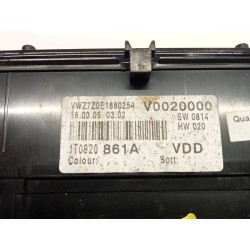 VWZ7Z0E1880254 V0020000
16.03.05 03:02 SW 0814
HW 020
1T0920 861A VDD
Colour: Sort:
Qua